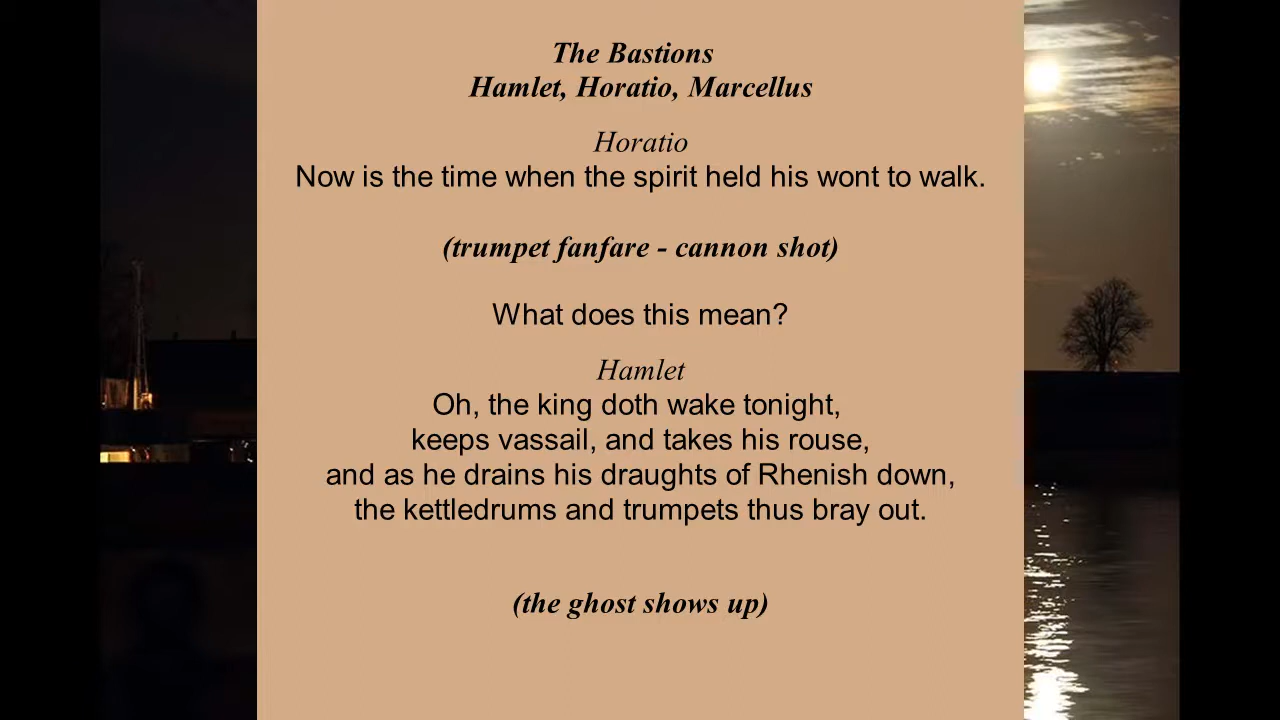 The Bastions
Hamlet, Horatio, Marcellus
Horatio
Now is the time when the spirit held his wont to walk.
(trumpet fanfare - cannon shot)
What does this mean?
Hamlet
Oh, the king doth wake tonight,
keeps vassail, and takes his rouse,
and as he drains his draughts of Rhenish down,
the kettledrums and trumpets thus bray out.
(the ghost shows up)